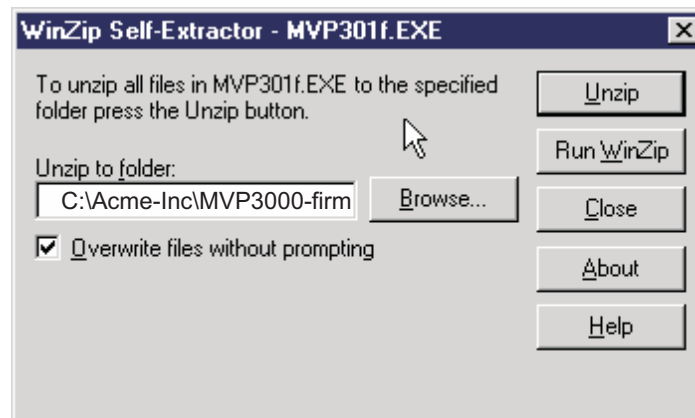 WinZip Self-Extractor - MVP301f.EXE
To unzip all files in MVP301f.EXE to the specified
folder press the Unzip button.
Unzip to folder:
C:\Acme-Inc\MVP3000-firm
Browse...
Overwrite files without prompting
Unzip
Run WinZip
Close
About
Help